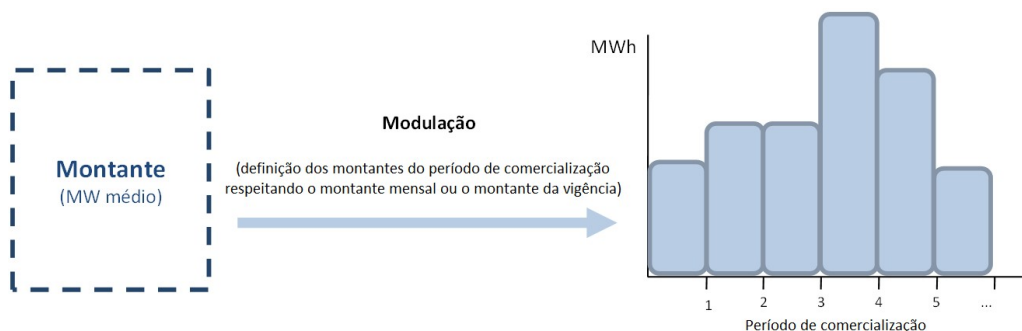 Montante
(MW médio)
Modulação
(definição dos montantes do período de comercialização
respeitando o montante mensal ou o montante da vigência)
MWh
1 2 3 4 5 ...
Período de comercialização